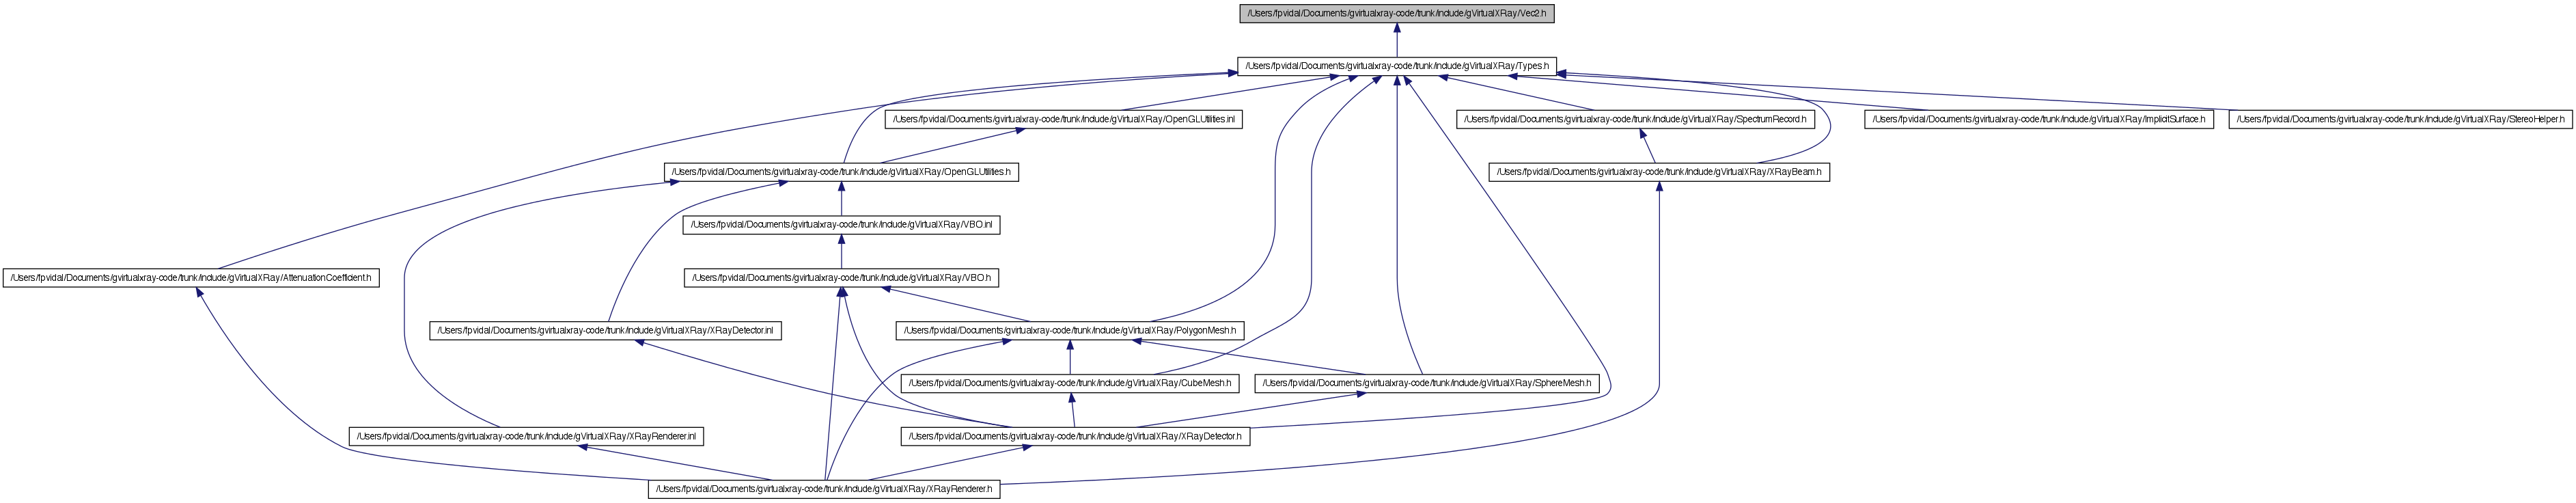 /Users/fpvidal/Documents/gvirtualxray-code/trunk/include/gVirtualXRay/Vec2.h
/Users/fpvidal/Documents/gvirtualxray-code/trunk/include/gVirtualXRay/Types.h
/Users/fpvidal/Documents/gvirtualxray-code/trunk/include/gVirtualXRay/OpenGLUtilities.inl
/Users/fpvidal/Documents/gvirtualxray-code/trunk/include/gVirtualXRay/SpectrumRecord.h
/Users/fpvidal/Documents/gvirtualxray-code/trunk/include/gVirtualXRay/ImplicitSurface.h
/Users/fpvidal/Documents/gvirtualxray-code/trunk/include/gVirtualXRay/StereoHelper.h
/Users/fpvidal/Documents/gvirtualxray-code/trunk/include/gVirtualXRay/OpenGLUtilities.h
/Users/fpvidal/Documents/gvirtualxray-code/trunk/include/gVirtualXRay/XRayBeam.h
/Users/fpvidal/Documents/gvirtualxray-code/trunk/include/gVirtualXRay/VBO.inl
/Users/fpvidal/Documents/gvirtualxray-code/trunk/include/gVirtualXRay/AttenuationCoefficient.h
/Users/fpvidal/Documents/gvirtualxray-code/trunk/include/gVirtualXRay/VBO.h
/Users/fpvidal/Documents/gvirtualxray-code/trunk/include/gVirtualXRay/XRayDetector.inl
/Users/fpvidal/Documents/gvirtualxray-code/trunk/include/gVirtualXRay/PolygonMesh.h
/Users/fpvidal/Documents/gvirtualxray-code/trunk/include/gVirtualXRay/CubeMesh.h
/Users/fpvidal/Documents/gvirtualxray-code/trunk/include/gVirtualXRay/SphereMesh.h
/Users/fpvidal/Documents/gvirtualxray-code/trunk/include/gVirtualXRay/XRayRenderer.inl
/Users/fpvidal/Documents/gvirtualxray-code/trunk/include/gVirtualXRay/XRayDetector.h
/Users/fpvidal/Documents/gvirtualxray-code/trunk/include/gVirtualXRay/XRayRenderer.h